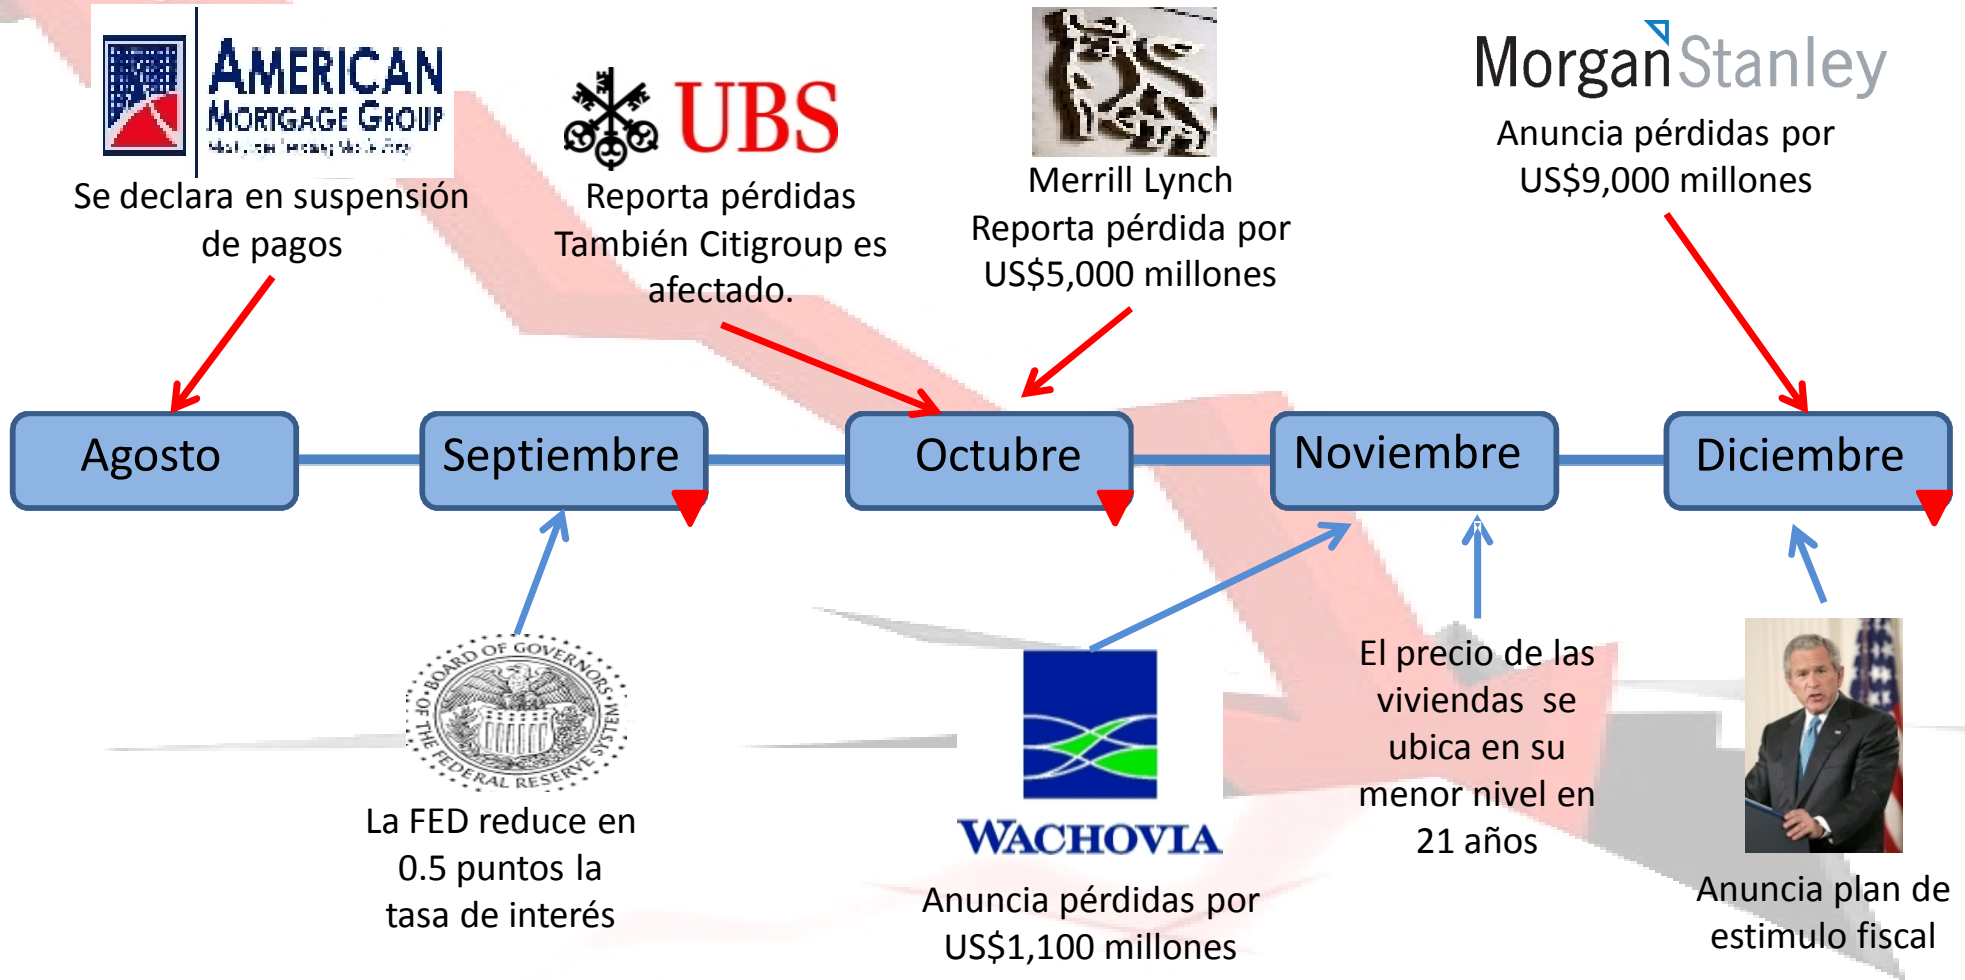 AMERICAN
MORTGAGE GROUP
Se declara en suspensión
de pagos
UBS
Reporta pérdidas
También Citigroup es
afectado.
Merrill Lynch
Reporta pérdida por
US$5,000 millones
MorganStanley
Anuncia pérdidas por
US$9,000 millones
Agosto
Septiembre
Octubre
Noviembre
Diciembre
BOARD OF GOVERNORS
OF THE FEDERAL RESERVE SYSTEM
La FED reduce en
0.5 puntos la
tasa de interés
WACHOVIA
Anuncia pérdidas por
US$1,100 millones
El precio de las
viviendas se
ubica en su
menor nivel en
21 años
Anuncia plan de
estimulo fiscal